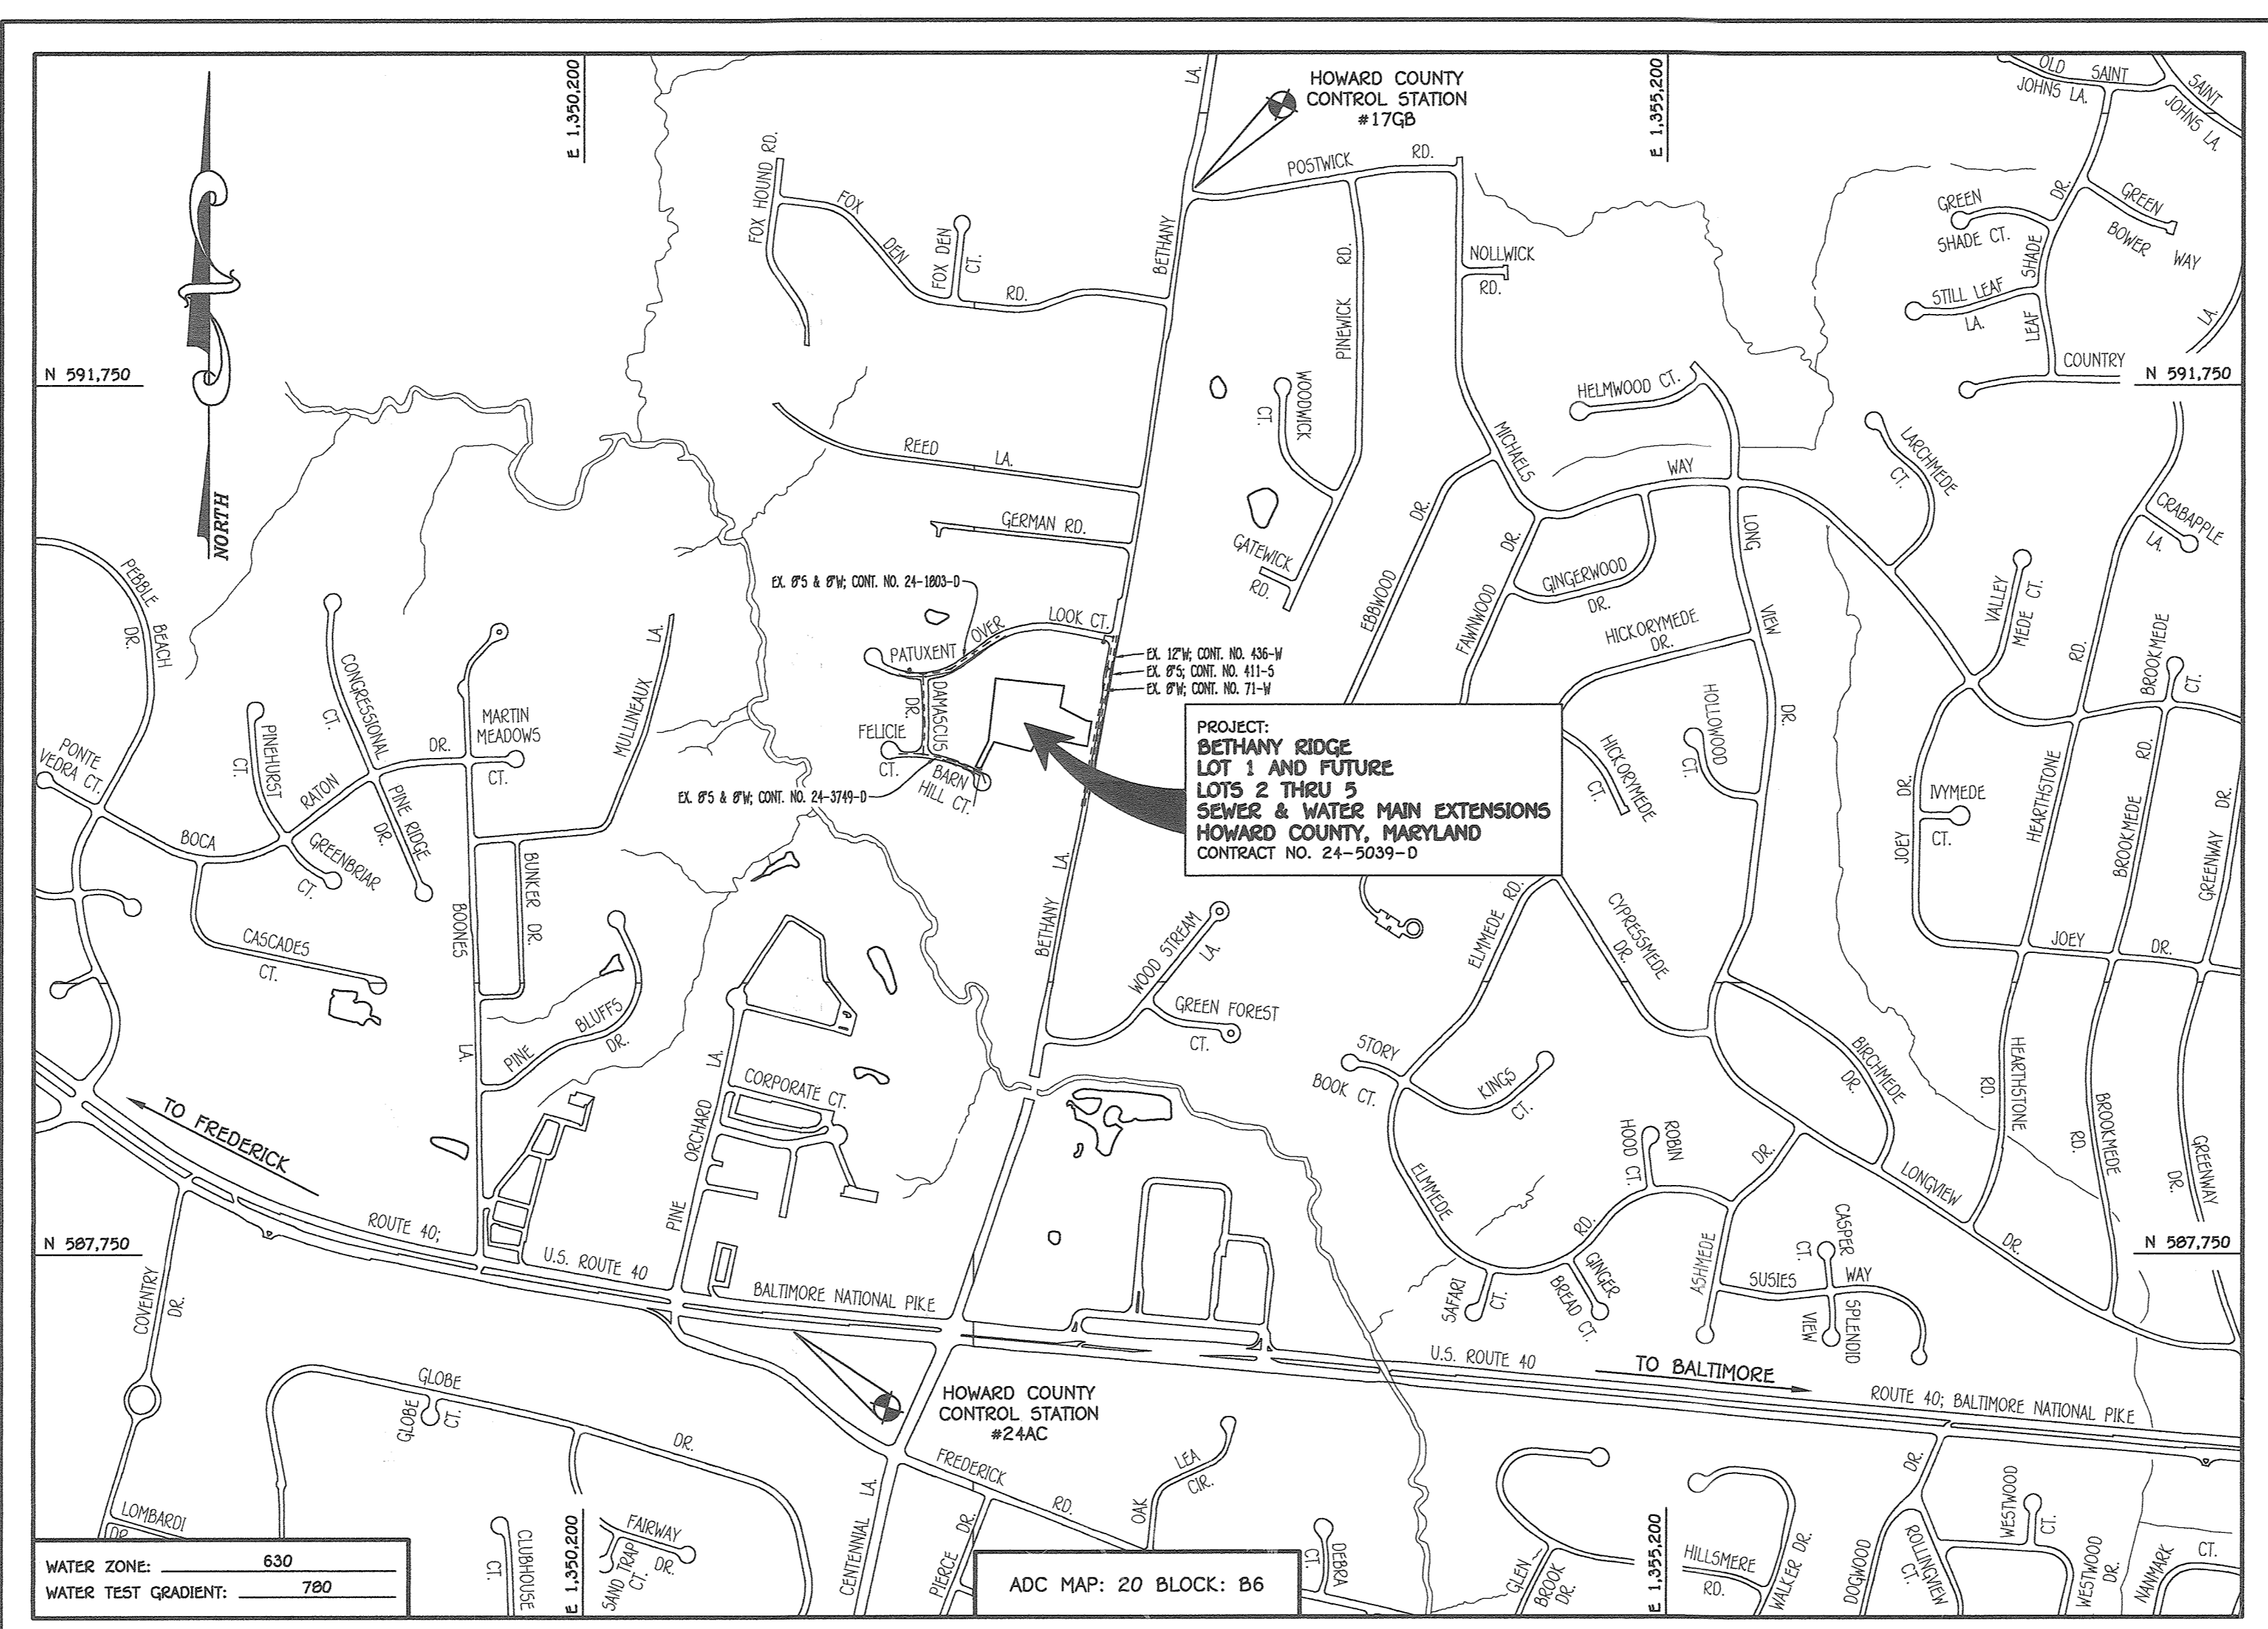 E 1,350,200
LA.
HOWARD COUNTY
CONTROL STATION
#17GB
E 1,355,200
OLD SAINT
JOHNS LA.
SAINT
JOHNS LA.
FOX HOUND RD.
FOX
DEN
RD.
FOX DEN
CT.
BETHANY
POSTWICK RD.
PINEWICK RD.
NOLLWICK
RD.
GREEN
SHADE CT.
DR.
SHADE
LEAF
GREEN
BOWER
WAY
STILL LEAF
LA.
LA.
COUNTRY
N 591,750
N 591,750
NORTH
WOODWICK
CT.
HELMWOOD CT.
REED LA.
MICHAELS
WAY
LARCHMEDE
CT.
CRABAPPLE
LA.
GERMAN RD.
GATEWICK
RD.
DR.
EBBWOOD
DR.
FAWNWOOD
GINGERWOOD
DR.
LONG
VIEW
DR.
HICKORYMEDE
DR.
VALLEY
MEDE CT.
RD.
BROOKMEDE
CT.
PEBBLE
BEACH
DR.
EX. 8"S & 8"W; CONT. NO. 24-1803-D
PATUXENT
OVER
LOOK CT.
EX. 12"W; CONT. NO. 436-W
EX. 8"S; CONT. NO. 411-S
EX. 8"W; CONT. NO. 71-W
DAMASCUS
DR.
FELICIE
CT.
BARN
HILL CT.
EX. 8"S & 8"W; CONT. NO. 24-3749-D
CONGRESSIONAL
CT.
MARTIN
MEADOWS
CT.
MULLINEAUX
LA.
PINEHURST
CT.
PONTE
VEDRA CT.
BOCA
RATON
DR.
PINE RIDGE
DR.
GREENBRIAR
CT.
CASCADES
CT.
BOONES
LA.
BUNKER DR.
PINE
BLUFFS
DR.
PROJECT:
BETHANY RIDGE
LOT 1 AND FUTURE
LOTS 2 THRU 5
SEWER & WATER MAIN EXTENSIONS
HOWARD COUNTY, MARYLAND
CONTRACT NO. 24-5039-D
HOLLOWOOD
CT.
HICKORYMEDE
CT.
JOEY DR.
IVYMEDE
CT.
HEARTHSTONE
BROOKMEDE
RD.
GREENWAY
DR.
JOEY DR.
BETHANY LA.
WOOD STREAM
LA.
GREEN FOREST
CT.
ELMMEDE RD.
CYPRESSMEDE
DR.
BIRCHMEDE
DR.
STORY
BOOK CT.
KINGS
CT.
HEARTHSTONE
RD.
BROOKMEDE
RD.
GREENWAY
DR.
TO FREDERICK
CORPORATE CT.
PINE
ORCHARD
LA.
ROBIN
HOOD CT.
DR.
ELMMEDE
RD.
LONGVIEW
DR.
SAFARI
CT.
GINGER
BREAD CT.
ASHMEDE
CASPER
CT.
SUSIES WAY
SPLENDID
VIEW
N 587,750
N 587,750
ROUTE 40;
U.S. ROUTE 40
BALTIMORE NATIONAL PIKE
COVENTRY
DR.
U.S. ROUTE 40
TO BALTIMORE
ROUTE 40; BALTIMORE NATIONAL PIKE
GLOBE
DR.
GLOBE
CT.
HOWARD COUNTY
CONTROL STATION
#24AC
FREDERICK
RD.
LOMBARDI
DR.
CLUBHOUSE
CT.
E 1,350,200
FAIRWAY
DR.
SAND TRAP
CT.
CENTENNIAL
LA.
PIERCE
DR.
OAK
LEA
CIR.
DEBRA
CT.
GLEN
BROOK
DR.
E 1,355,200
HILLSMERE
RD.
WALKER DR.
DOGWOOD
DR.
ROLLINGVIEW
CT.
WESTWOOD
CT.
WESTWOOD
DR.
NANMARK
CT.
WATER ZONE: 630
WATER TEST GRADIENT: 780
ADC MAP: 20 BLOCK: B6